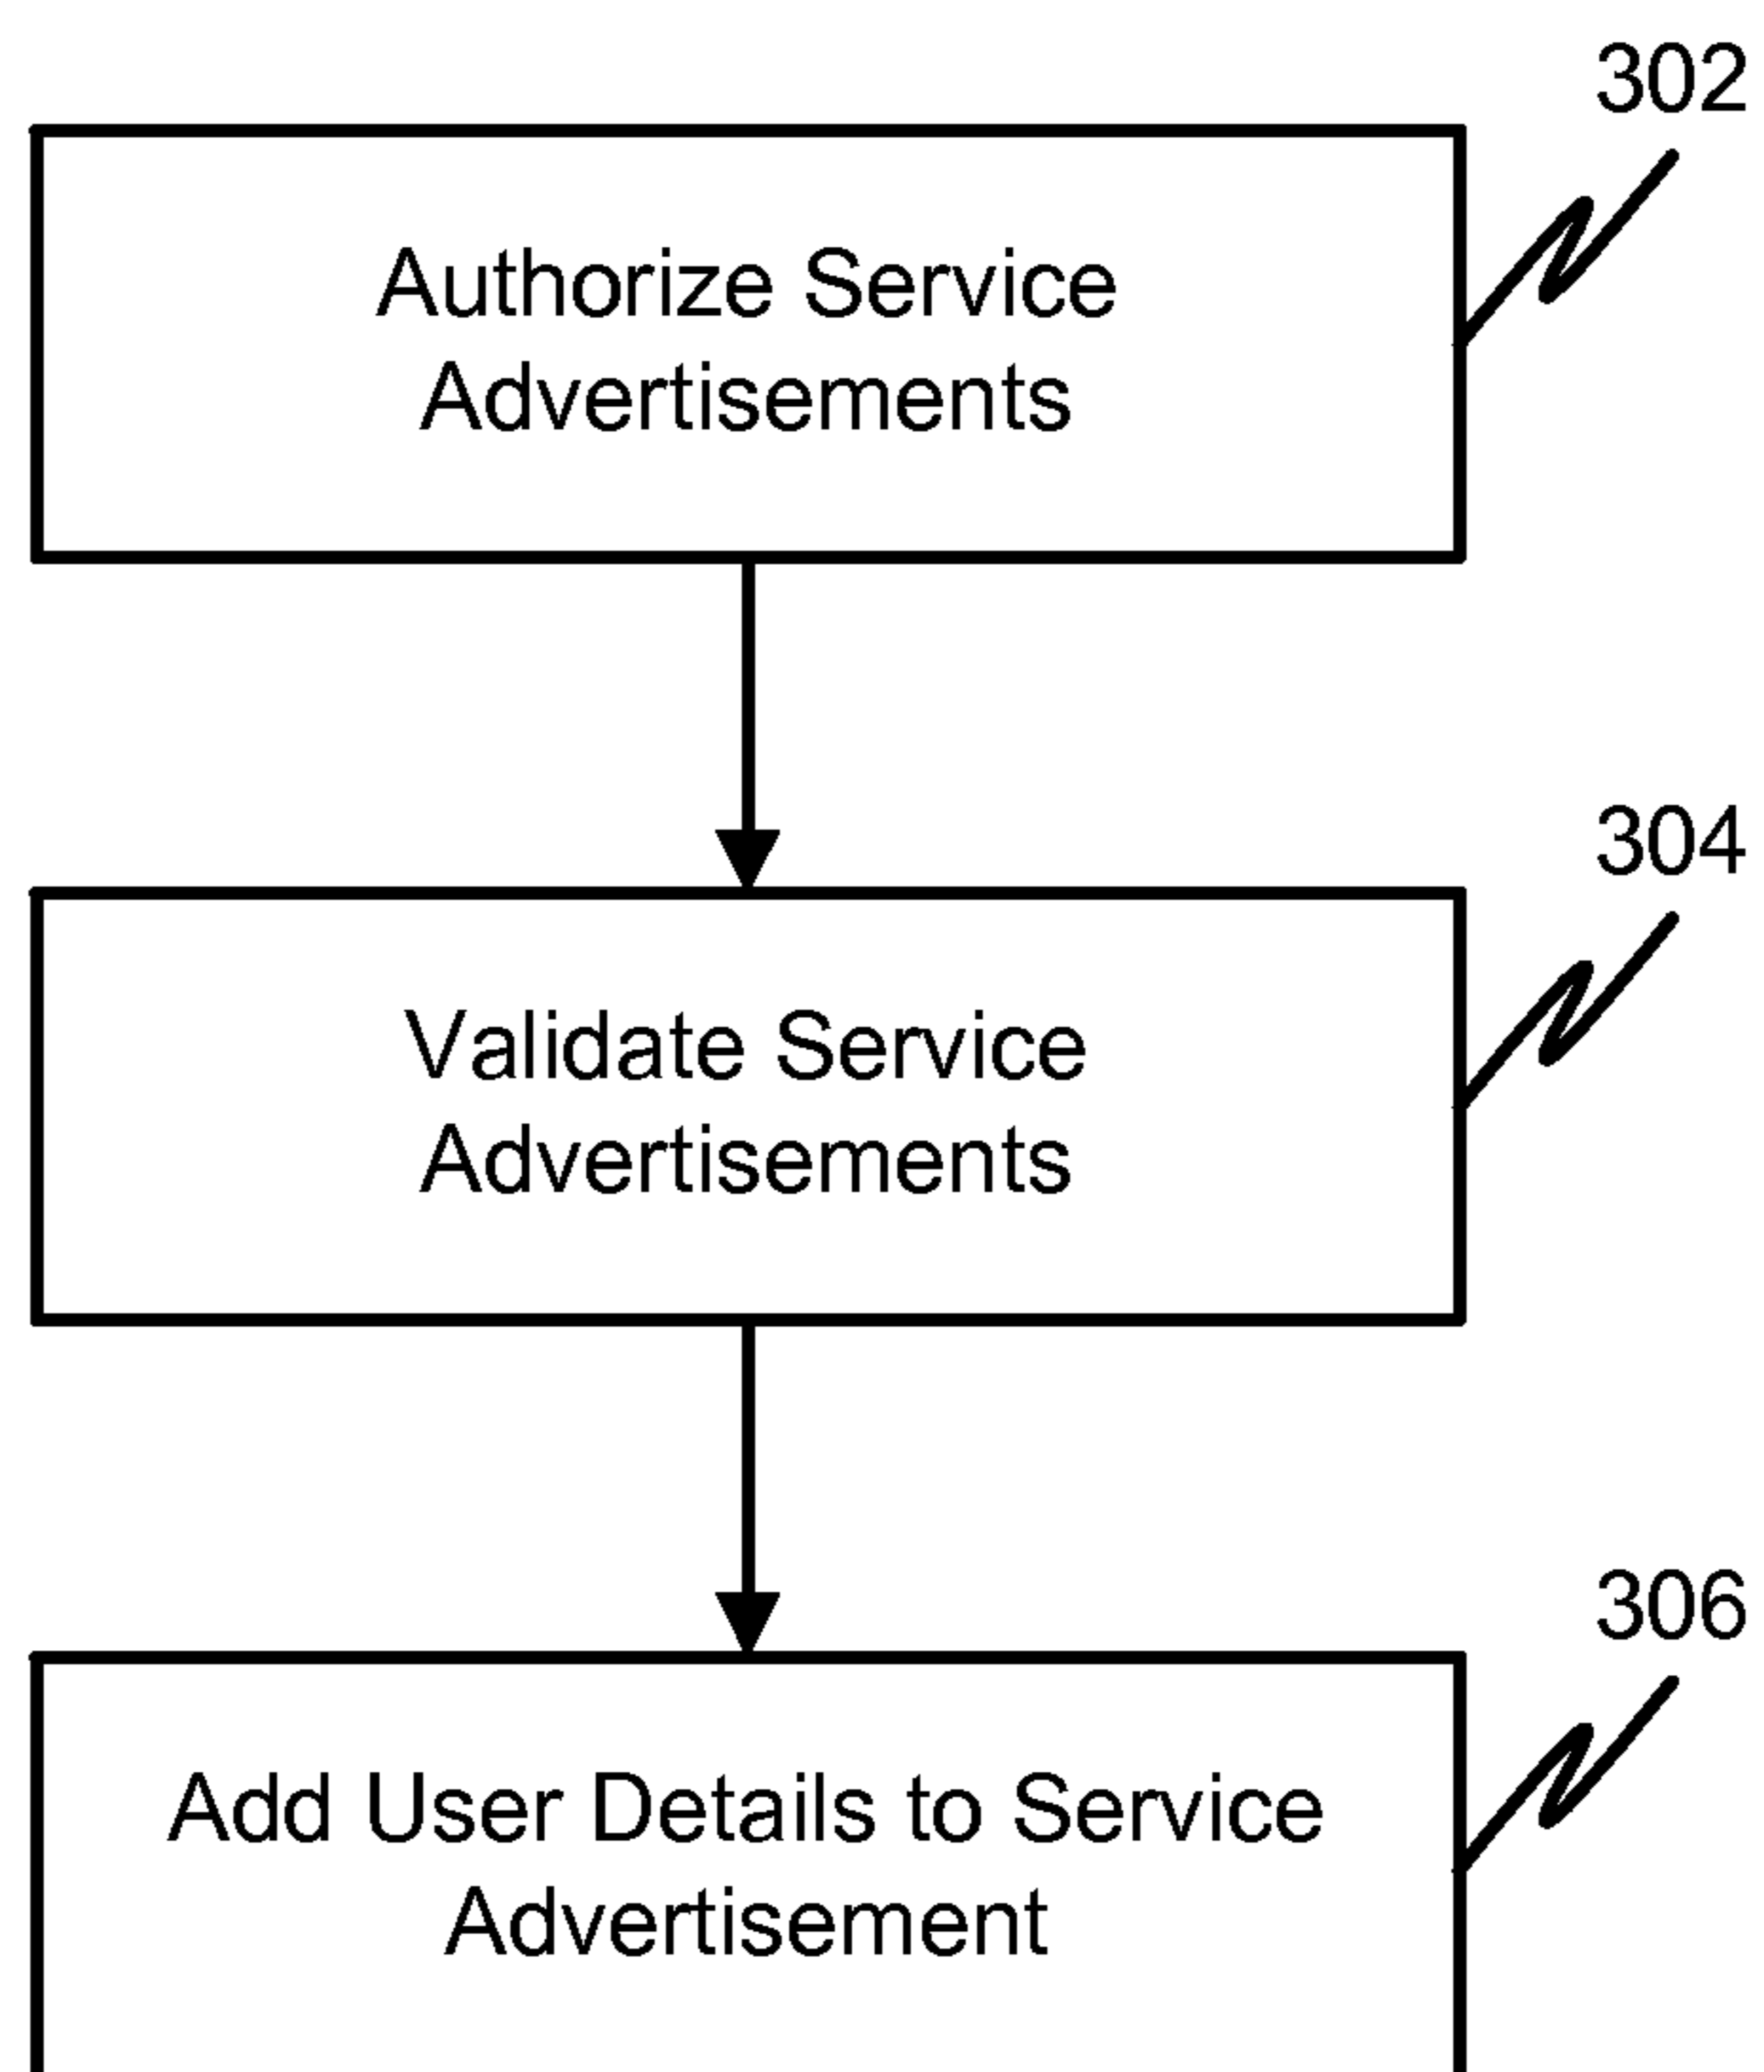 302
Authorize Service
Advertisements
304
Validate Service
Advertisements
306
Add User Details to Service
Advertisement